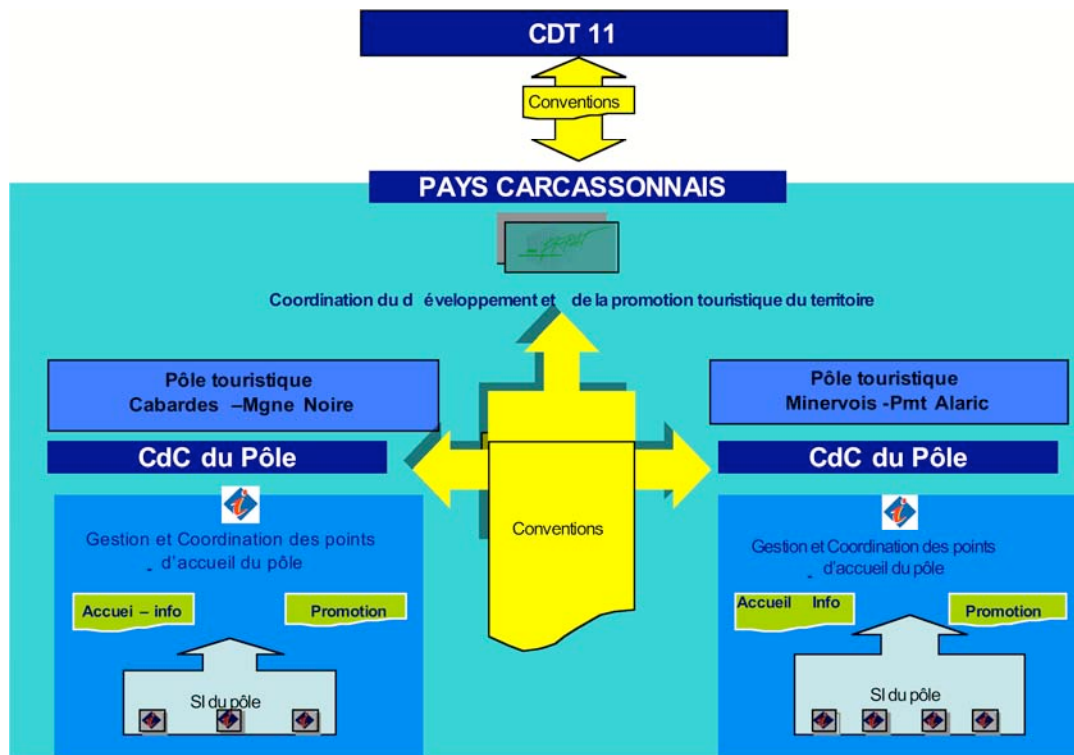 CDT 11
Conventions
PAYS CARCASSONNAIS
Coordination du d éveloppement et de la promotion touristique du territoire
Pôle touristique
Cabardes –Mgne Noire
CdC du Pôle
Gestion et Coordination des points
d'accueil du pôle
Accuei – info
Promotion
SI du pôle
Conventions
Pôle touristique
Minervois -Pmt Alaric
CdC du Pôle
Gestion et Coordination des points
d'accueil du pôle
Accueil Info
Promotion
SI du pôle